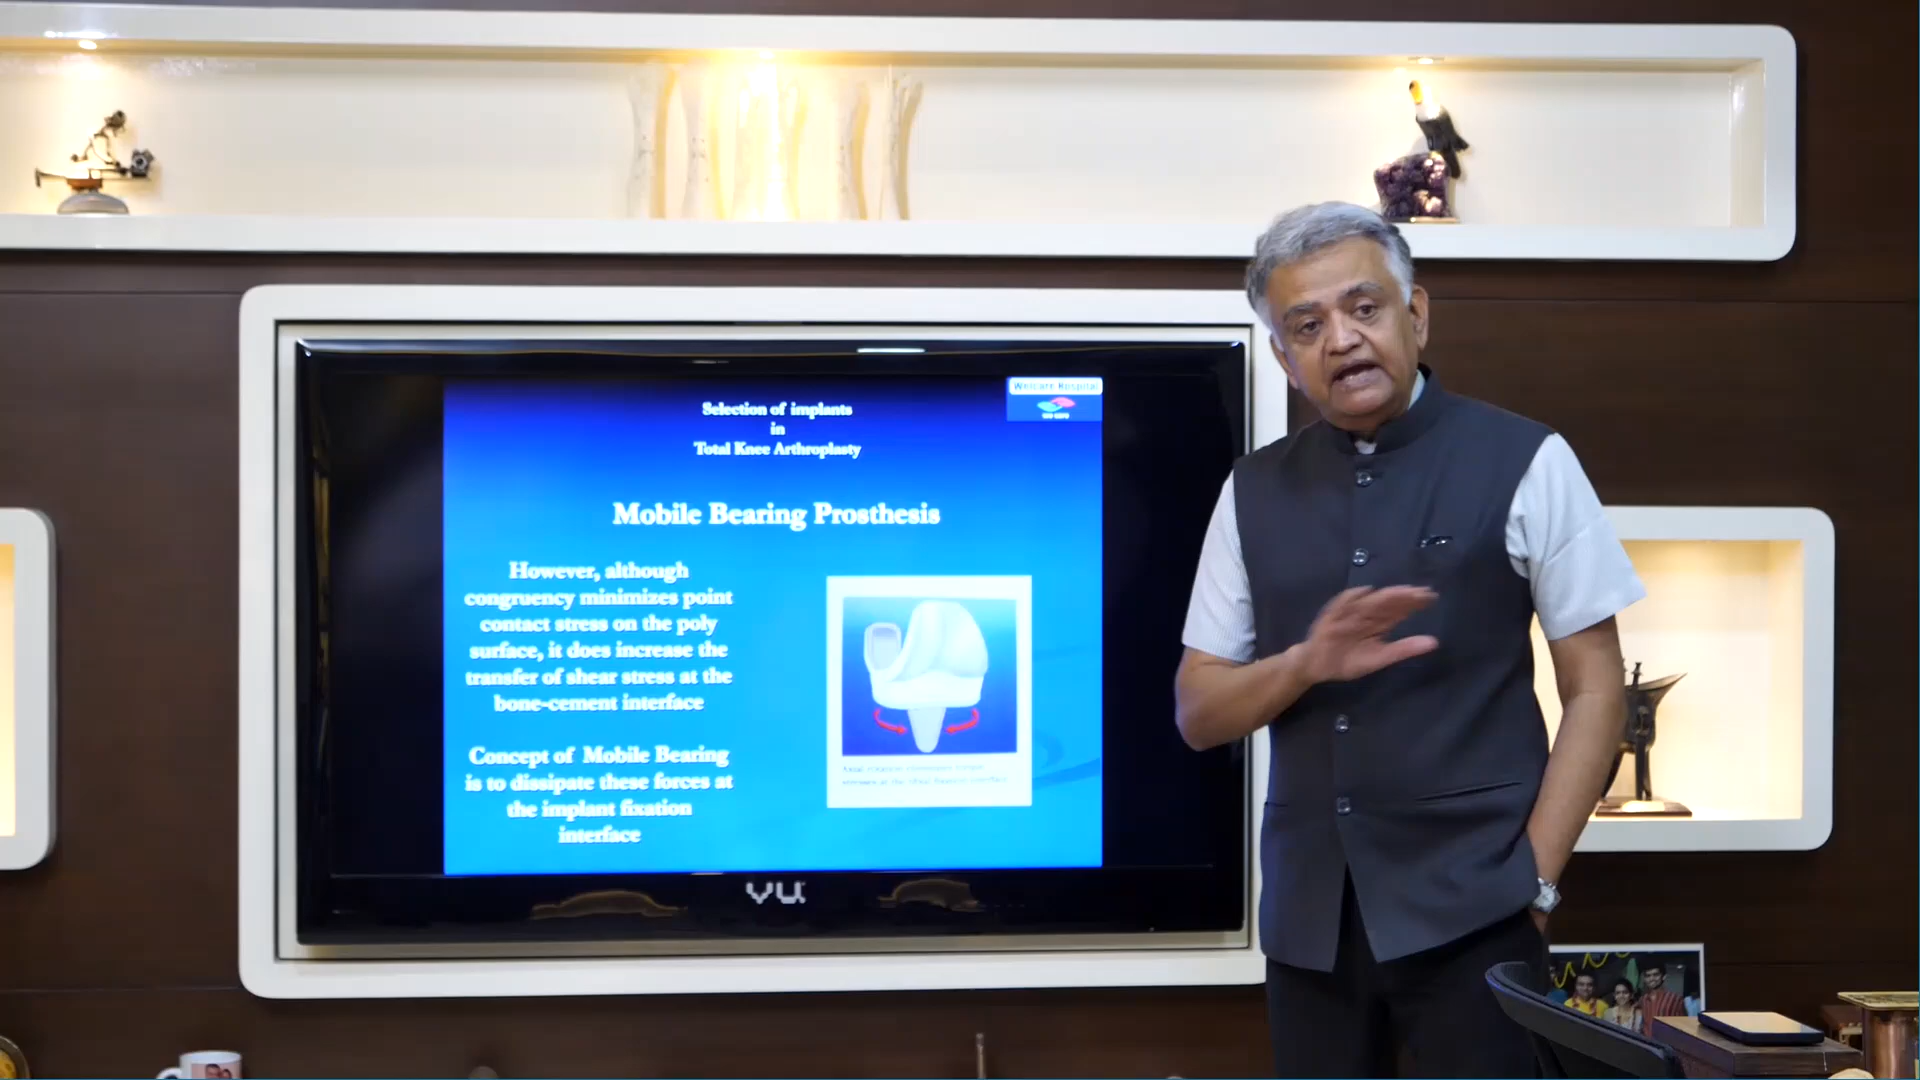 Welcare Hospital
Selection of implants
in
Total Knee Arthroplasty
Mobile Bearing Prosthesis
However, although
congruency minimizes point
contact stress on the poly
surface, it does increase the
transfer of shear stress at the
bone-cement interface
Concept of Mobile Bearing
is to dissipate these forces at
the implant fixation
interface
VU